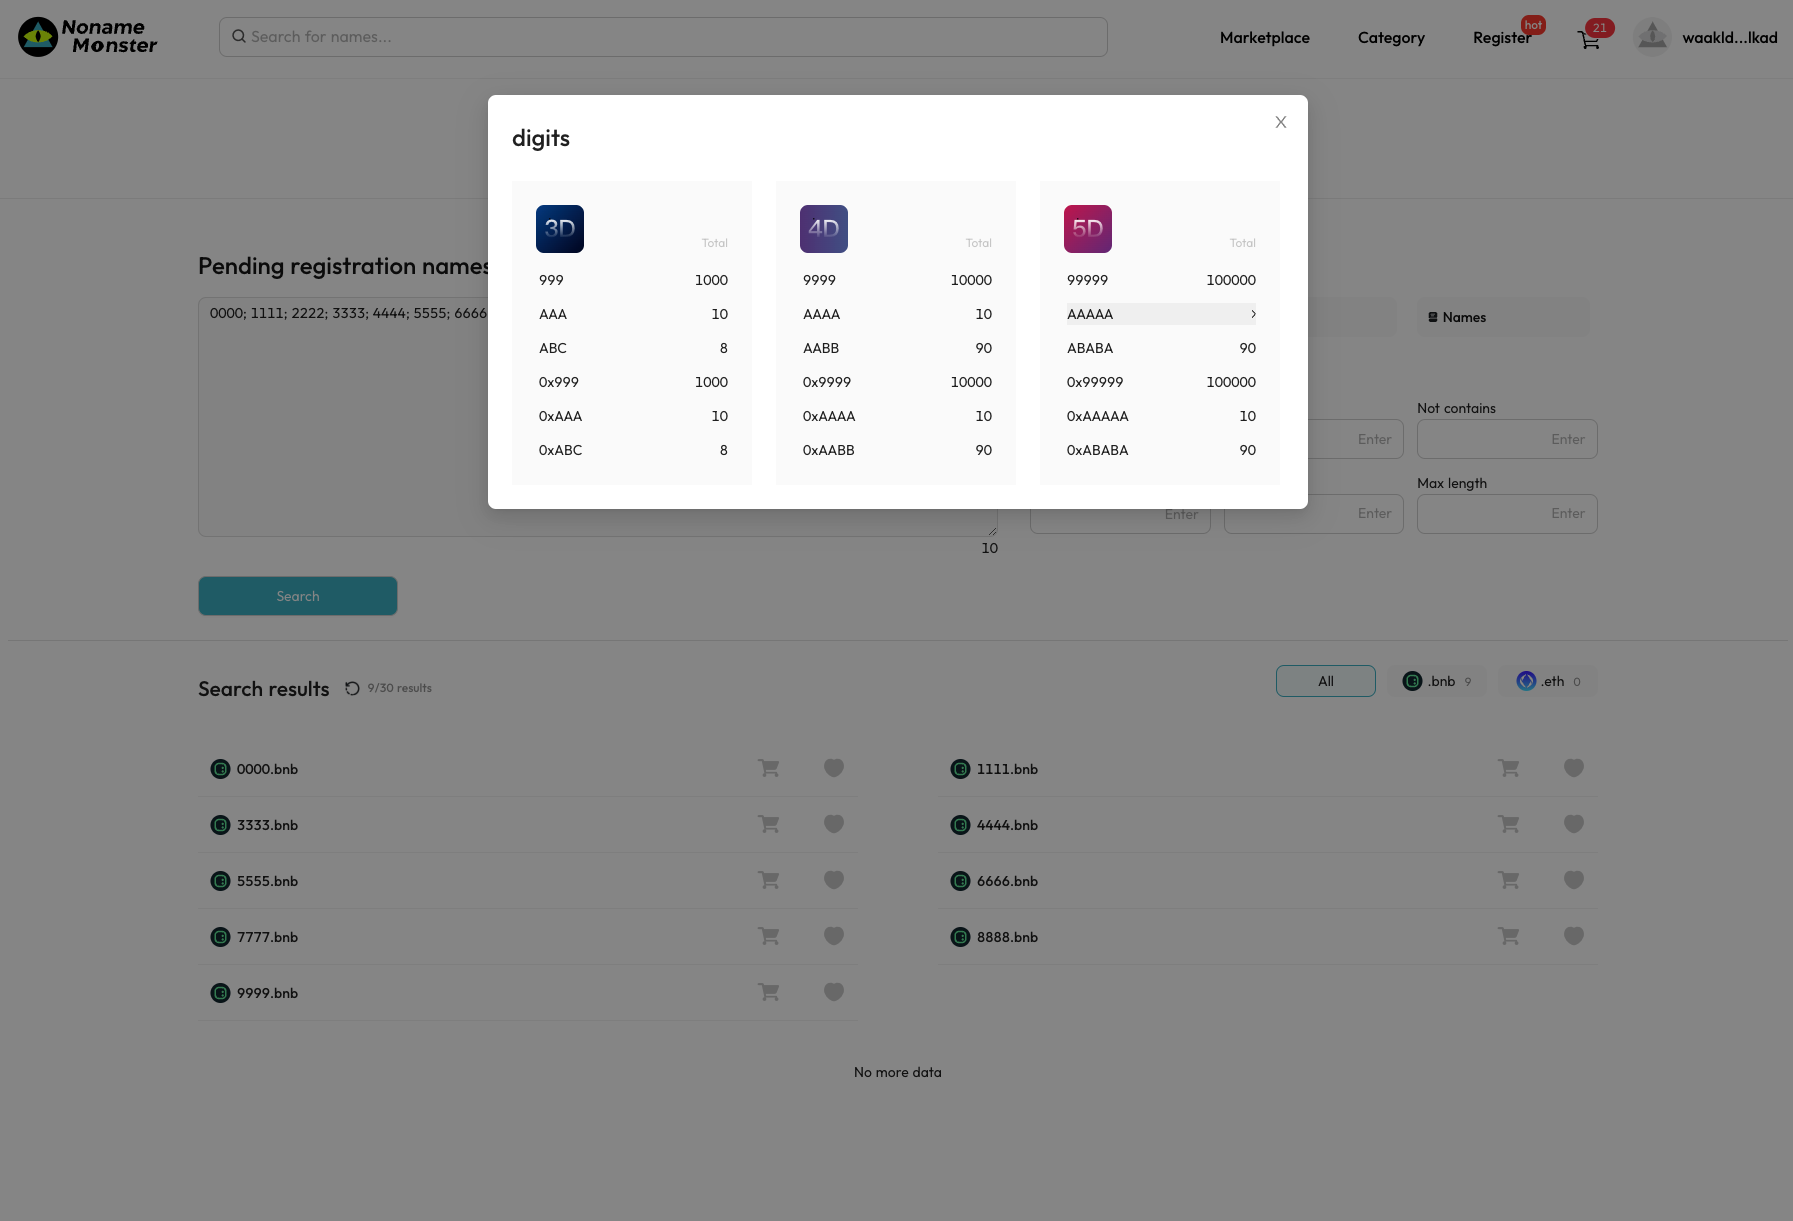 Noname
Monster
Search for names...
Marketplace
Category
Register
hot
21
waakld...lkad
digits
X
3D
Total
999 1000
AAA 10
ABC 8
0x999 1000
0xAAA 10
0xABC 8
4D
Total
9999 10000
AAAA 10
AABB 90
0x9999 10000
0xAAAA 10
0xAABB 90
5D
Total
99999 100000
AAAAA >
ABABA 90
0x99999 100000
0xAAAAA 10
0xABABA 90
Pending registration names
0000; 1111; 2222; 3333; 4444; 5555; 6666
10
Names
Not contains
Enter Enter
Max length
Enter Enter Enter
Search
Search results
9/30 results
All
.bnb 9
.eth 0
0000.bnb 1111.bnb
3333.bnb 4444.bnb
5555.bnb 6666.bnb
7777.bnb 8888.bnb
9999.bnb
No more data